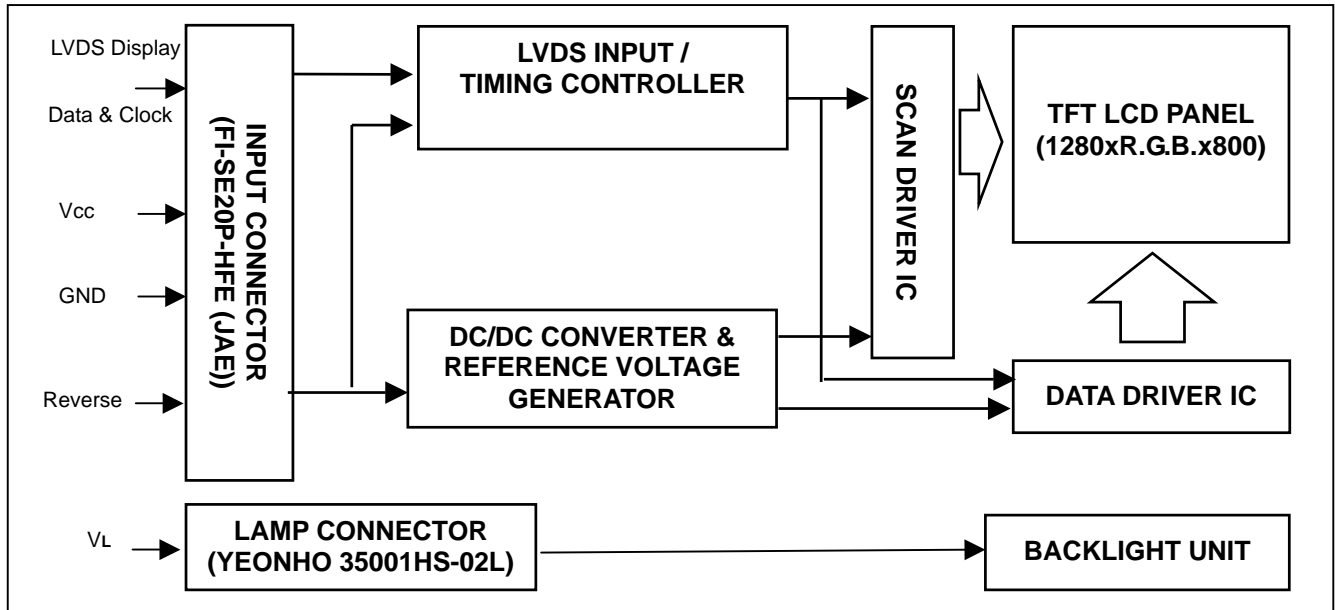 LVDS Display
Data & Clock
Vcc
GND
Reverse
INPUT CONNECTOR
(FI-SE20P-HFE (JAE))
LVDS INPUT /
TIMING CONTROLLER
DC/DC CONVERTER &
REFERENCE VOLTAGE
GENERATOR
SCAN DRIVER IC
TFT LCD PANEL
(1280xR.G.B.x800)
DATA DRIVER IC
VL
LAMP CONNECTOR
(YEONHO 35001HS-02L)
BACKLIGHT UNIT